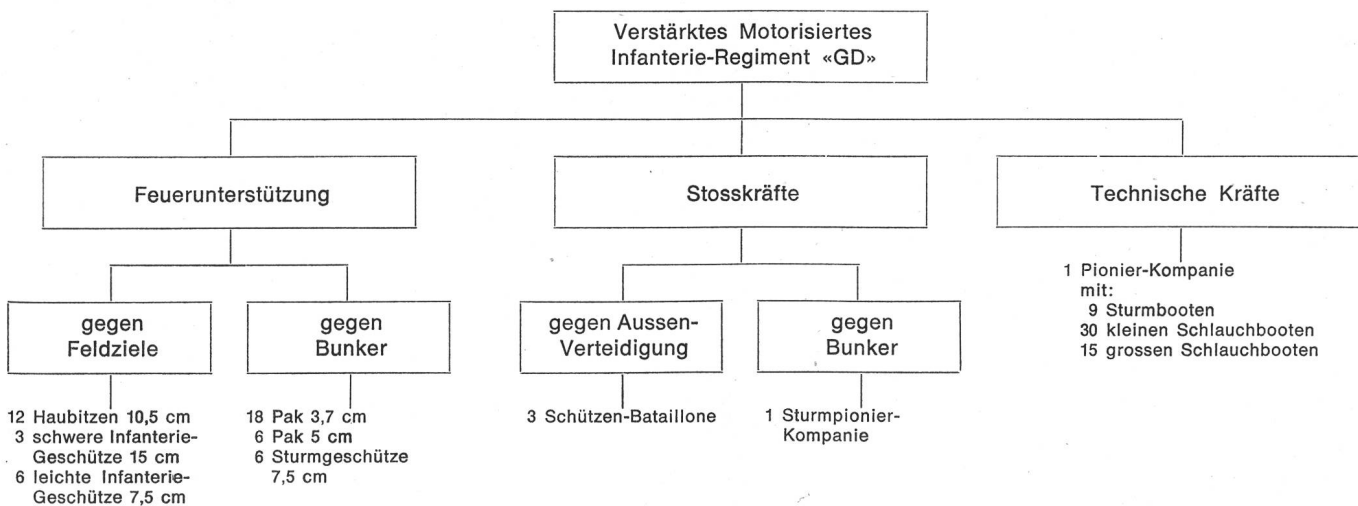 Verstärktes Motorisiertes
Infanterie-Regiment «GD»
Feuerunterstützung
Stosskräfte
Technische Kräfte
gegen
Feldziele
gegen
Bunker
gegen Aussen-
Verteidigung
gegen
Bunker
12 Haubitzen 10,5 cm
3 schwere Infanterie-
Geschütze 15 cm
6 leichte Infanterie-
Geschütze 7,5 cm
18 Pak 3,7 cm
6 Pak 5 cm
6 Sturmgeschütze
7,5 cm
3 Schützen-Bataillone
1 Sturmpionier-
Kompanie
1 Pionier-Kompanie
mit:
9 Sturmbooten
30 kleinen Schlauchbooten
15 grossen Schlauchbooten